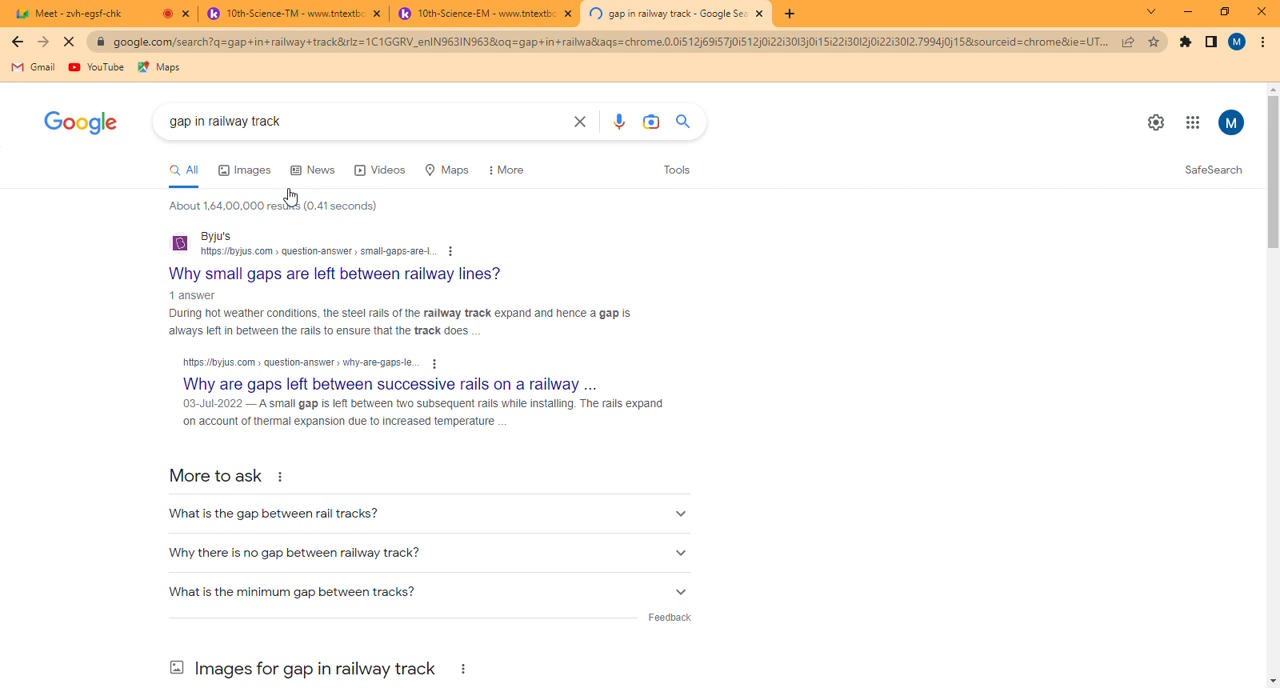 Meet - zvh-egsf-chk
10th-Science-TM - www.tntextbo
10th-Science-EM - www.tntextbo
gap in railway track - Google Sea
google.com/search?q=gap+in+railway+track&rlz=1C1GGRV_enIN963IN963&oq=gap+in+railwa&aqs=chrome.0.0i512j69i57j0i512j0i22i30l3j0i15i22i30l2j0i22i30l2.7994j0j15&sourceid=chrome&ie=UT...
M
Gmail
YouTube
Maps
Google
gap in railway track
M
All
Images
News
Videos
Maps
More
Tools
SafeSearch
About 1,64,00,000 results (0.41 seconds)
Byju's
https://byjus.com › question-answer › small-gaps-are-l...
Why small gaps are left between railway lines?
1 answer
During hot weather conditions, the steel rails of the railway track expand and hence a gap is
always left in between the rails to ensure that the track does ...
https://byjus.com › question-answer › why-are-gaps-le...
Why are gaps left between successive rails on a railway ...
03-Jul-2022 — A small gap is left between two subsequent rails while installing. The rails expand
on account of thermal expansion due to increased temperature ...
More to ask
What is the gap between rail tracks?
Why there is no gap between railway track?
What is the minimum gap between tracks?
Feedback
Images for gap in railway track